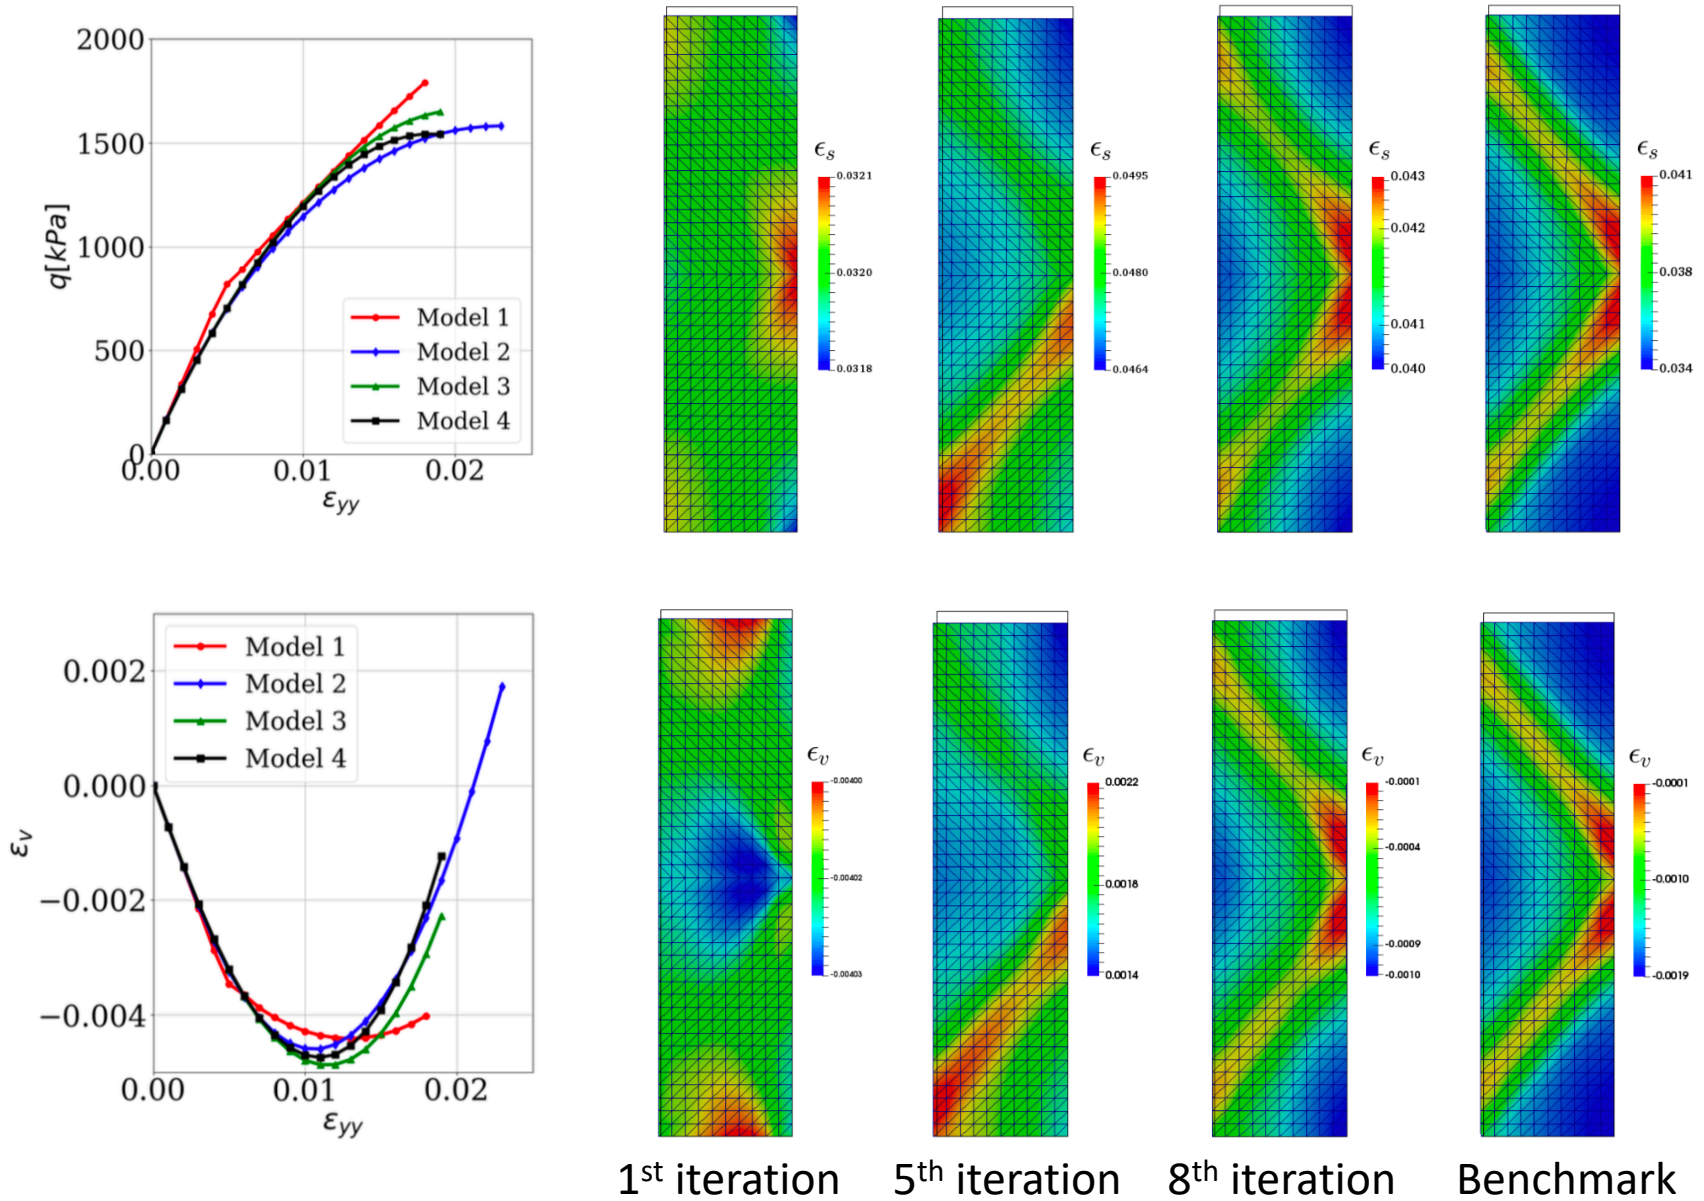 2000
1500
1000
500
0
0.00
0.01
0.02
q[kPa]
εyy
Model 1
Model 2
Model 3
Model 4
ϵs
0.0321
0.0320
0.0318
ϵs
0.0495
0.0480
0.0464
ϵs
0.043
0.042
0.041
0.040
ϵs
0.041
0.038
0.034
0.002
0.000
−0.002
−0.004
0.00
0.01
0.02
εv
εyy
Model 1
Model 2
Model 3
Model 4
ϵv
-0.00400
-0.00402
-0.00403
ϵv
0.0022
0.0018
0.0014
ϵv
-0.0001
-0.0004
-0.0009
-0.0010
ϵv
-0.0001
-0.0010
-0.0019
1st iteration
5th iteration
8th iteration
Benchmark